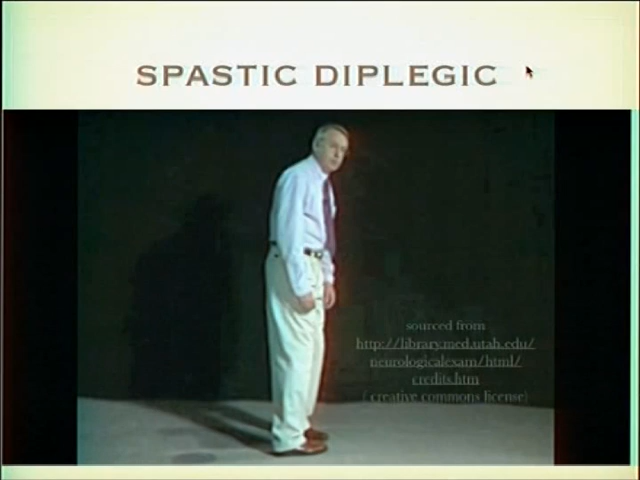 SPASTIC DIPLEGIC
sourced from
http://library.med.utah.edu/
neurologicalexam/html/
credits.htm
( creative commons license)